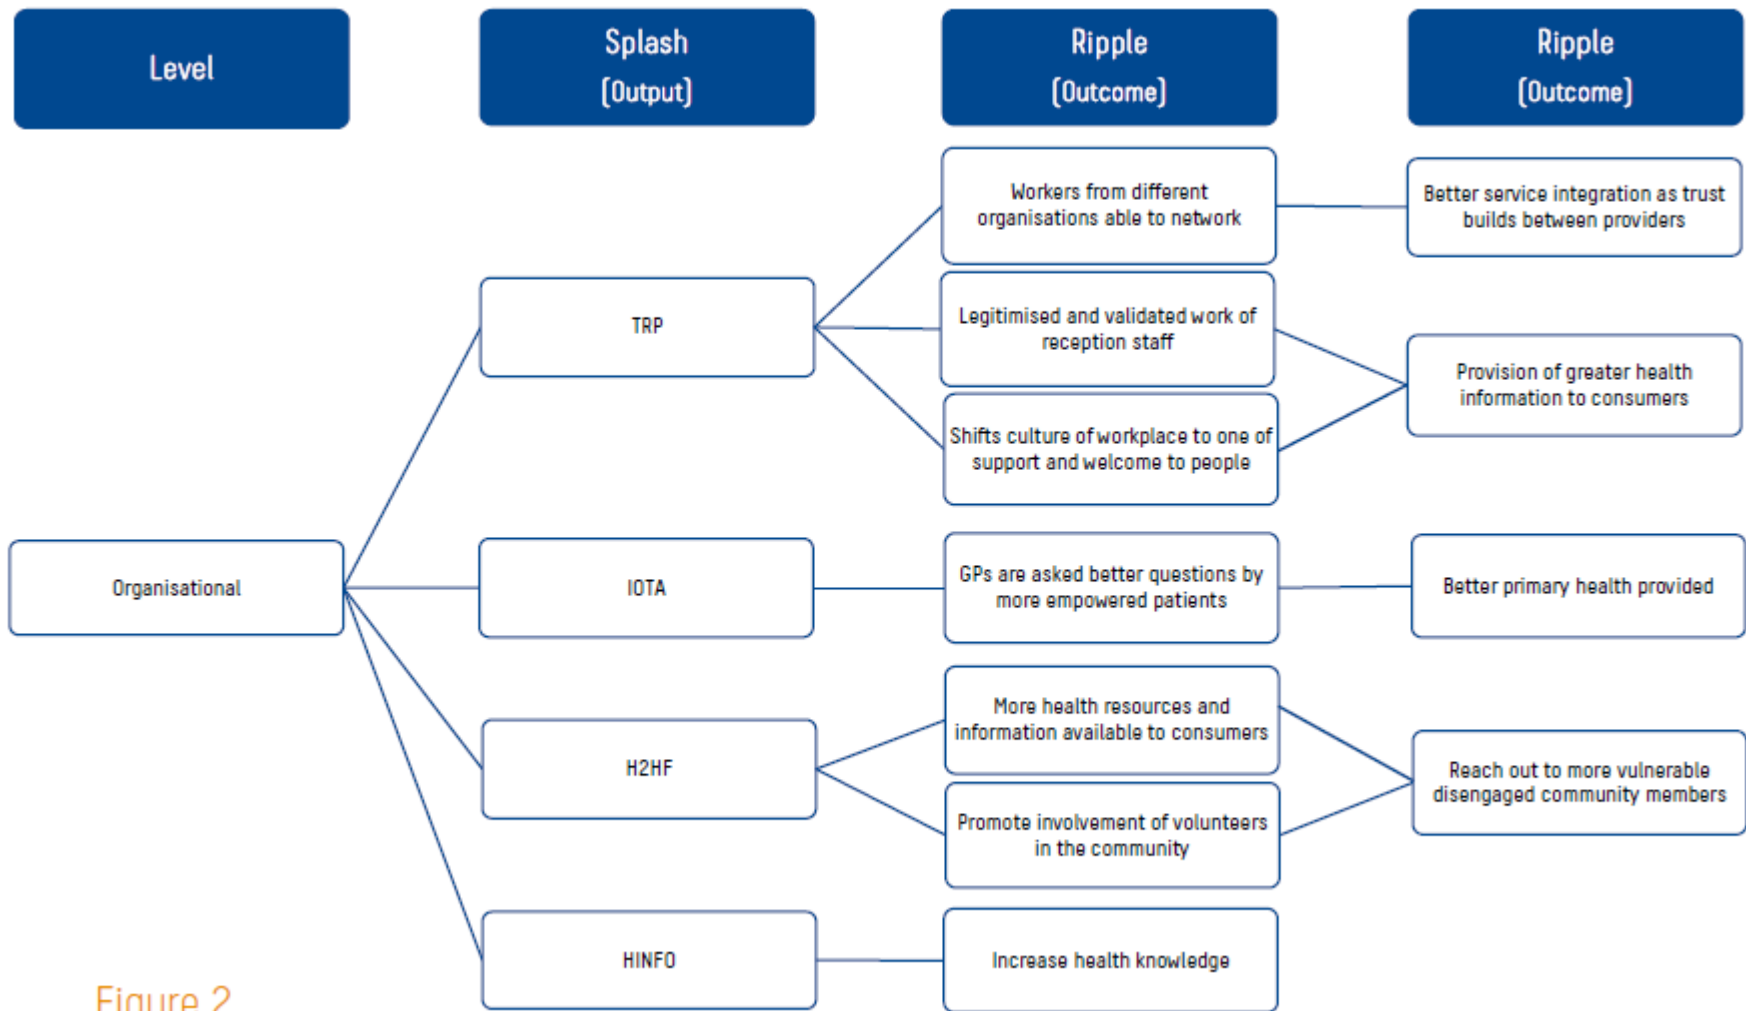 Level
Splash
(Output)
Ripple
(Outcome)
Ripple
(Outcome)
Workers from different
organisations able to network
Better service integration as trust
builds between providers
TRP
Legitimised and validated work of
reception staff
Provision of greater health
information to consumers
Shifts culture of workplace to one of
support and welcome to people
Organisational
IOTA
GPs are asked better questions by
more empowered patients
Better primary health provided
H2HF
More health resources and
information available to consumers
Reach out to more vulnerable
disengaged community members
Promote involvement of volunteers
in the community
HINFO
Increase health knowledge
Figure 2